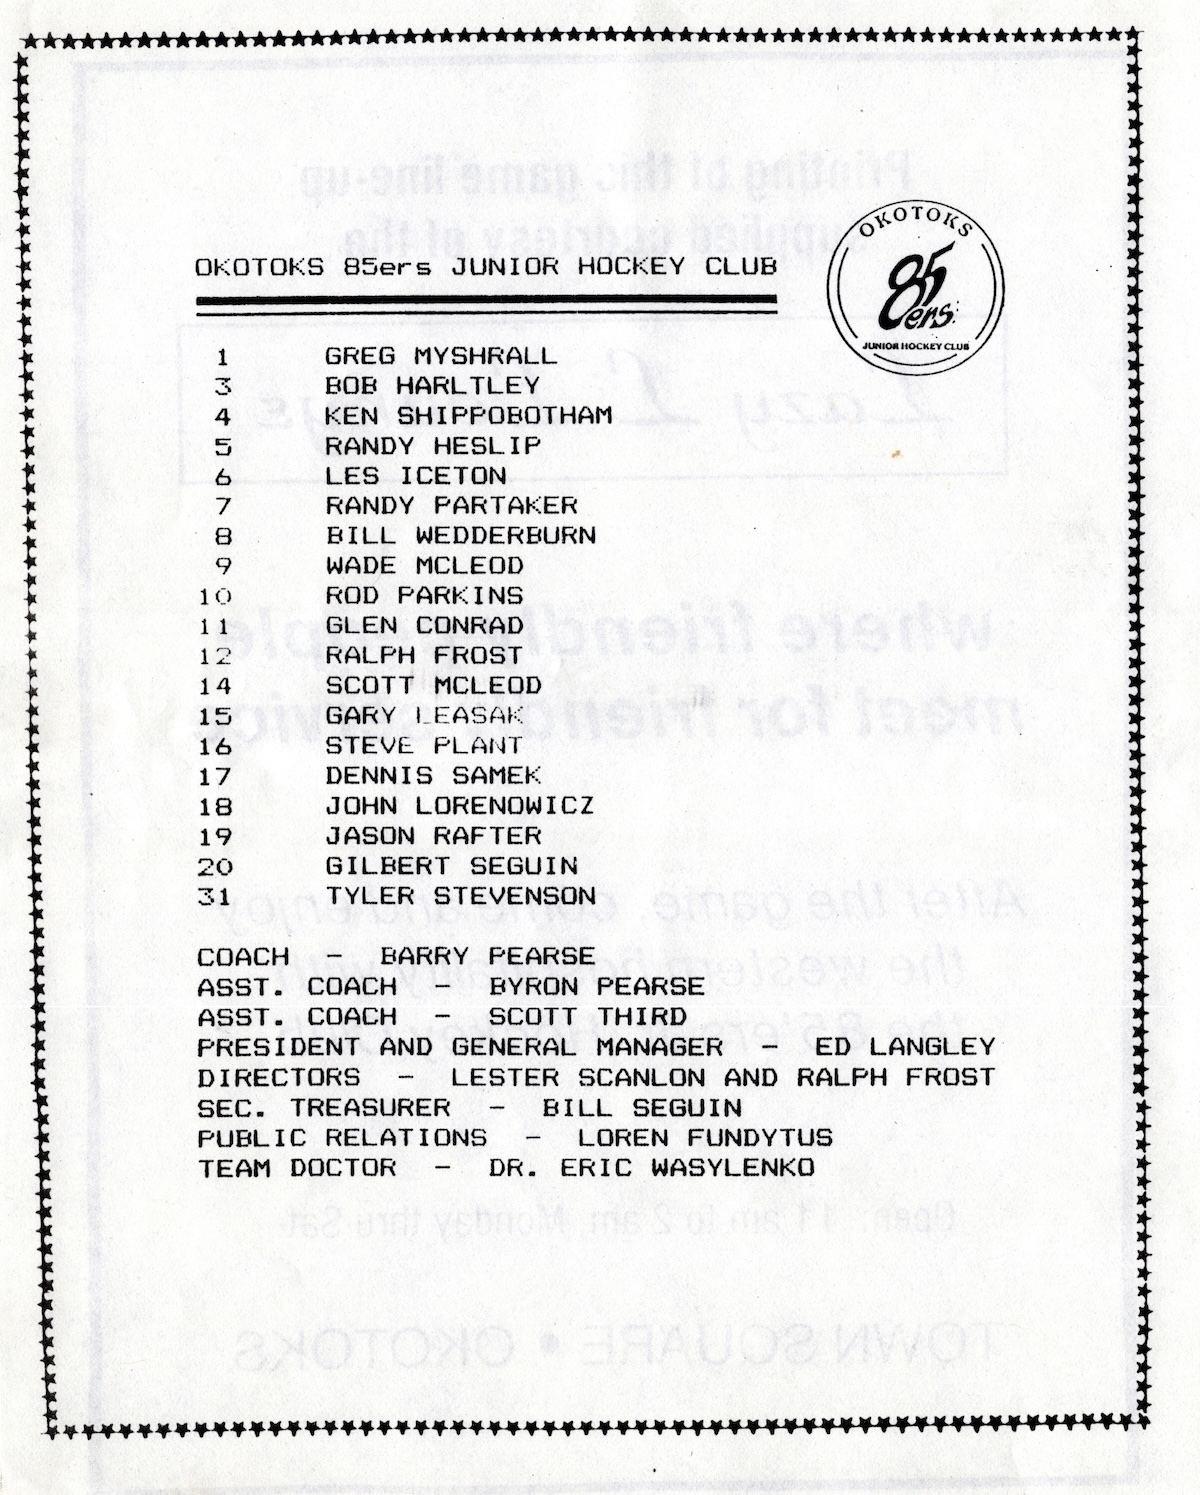 OKOTOKS 85ers JUNIOR HOCKEY CLUB
OKOTOKS
85
ers
JUNIOR HOCKEY CLUB
1 GREG MYSHRALL
3 BOB HARLTLEY
4 KEN SHIPPOBOTHAM
5 RANDY HESLIP
6 LES ICETON
7 RANDY PARTAKER
8 BILL WEDDERBURN
9 WADE MCLEOD
10 ROD PARKINS
11 GLEN CONRAD
12 RALPH FROST
14 SCOTT MCLEOD
15 GARY LEASAK
16 STEVE PLANT
17 DENNIS SAMEK
18 JOHN LORENOWICZ
19 JASON RAFTER
20 GILBERT SEGUIN
31 TYLER STEVENSON
COACH - BARRY PEARSE
ASST. COACH - BYRON PEARSE
ASST. COACH - SCOTT THIRD
PRESIDENT AND GENERAL MANAGER - ED LANGLEY
DIRECTORS - LESTER SCANLON AND RALPH FROST
SEC. TREASURER - BILL SEGUIN
PUBLIC RELATIONS - LOREN FUNDYTUS
TEAM DOCTOR - DR. ERIC WASYLENKO